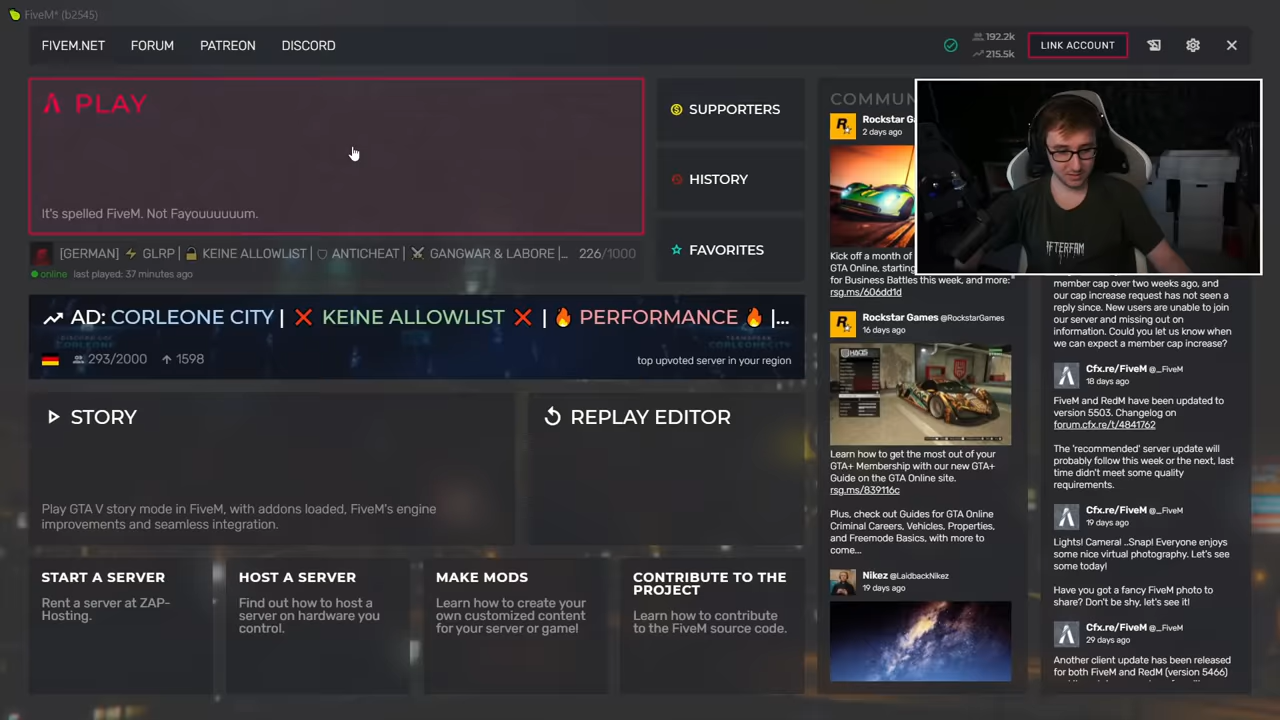 FiveM* (b2545)
FIVEM.NET
FORUM
PATREON
DISCORD
192.2k
215.5k
LINK ACCOUNT
PLAY
It's spelled FiveM. Not Fayouuuuuum.
[GERMAN] ⚡ GLRP | 🔒 KEINE ALLOWLIST | 🛡 ANTICHEAT | ⚔ GANGWAR & LABORE |...
226/1000
online last played: 37 minutes ago
SUPPORTERS
HISTORY
FAVORITES
AD: CORLEONE CITY | ❌ KEINE ALLOWLIST ❌ | 🔥 PERFORMANCE 🔥 |...
293/2000
1598
top upvoted server in your region
STORY
Play GTA V story mode in FiveM, with addons loaded, FiveM's engine
improvements and seamless integration.
REPLAY EDITOR
START A SERVER
Rent a server at ZAP-
Hosting.
HOST A SERVER
Find out how to host a
server on hardware you
control.
MAKE MODS
Learn how to create your
own customized content
for your server or game!
CONTRIBUTE TO THE
PROJECT
Learn how to contribute
to the FiveM source code.
COMMUN
Rockstar Ga
2 days ago
Kick off a month of
GTA Online, starting
for Business Battles this week, and more:
rsg.ms/606dd1d
Rockstar Games @RockstarGames
16 days ago
Learn how to get the most out of your
GTA+ Membership with our new GTA+
Guide on the GTA Online site.
rsg.ms/839116c
Plus, check out Guides for GTA Online
Criminal Careers, Vehicles, Properties,
and Freemode Basics, with more to
come...
Nikez @LaidbackNikez
19 days ago
AFTERFAM
member cap over two weeks ago, and
our cap increase request has not seen a
reply since. New users are unable to join
our server and missing out on
information. Could you let us know when
we can expect a member cap increase?
Cfx.re/FiveM @_FiveM
18 days ago
FiveM and RedM have been updated to
version 5503. Changelog on
forum.cfx.re/t/4841762
The 'recommended' server update will
probably follow this week or the next, last
time didn't meet some quality
requirements.
Cfx.re/FiveM @_FiveM
19 days ago
Lights! Camera! ..Snap! Everyone enjoys
some nice virtual photography. Let's see
some today!
Have you got a fancy FiveM photo to
share? Don't be shy, let's see it!
Cfx.re/FiveM @_FiveM
29 days ago
Another client update has been released
for both FiveM and RedM (version 5466)